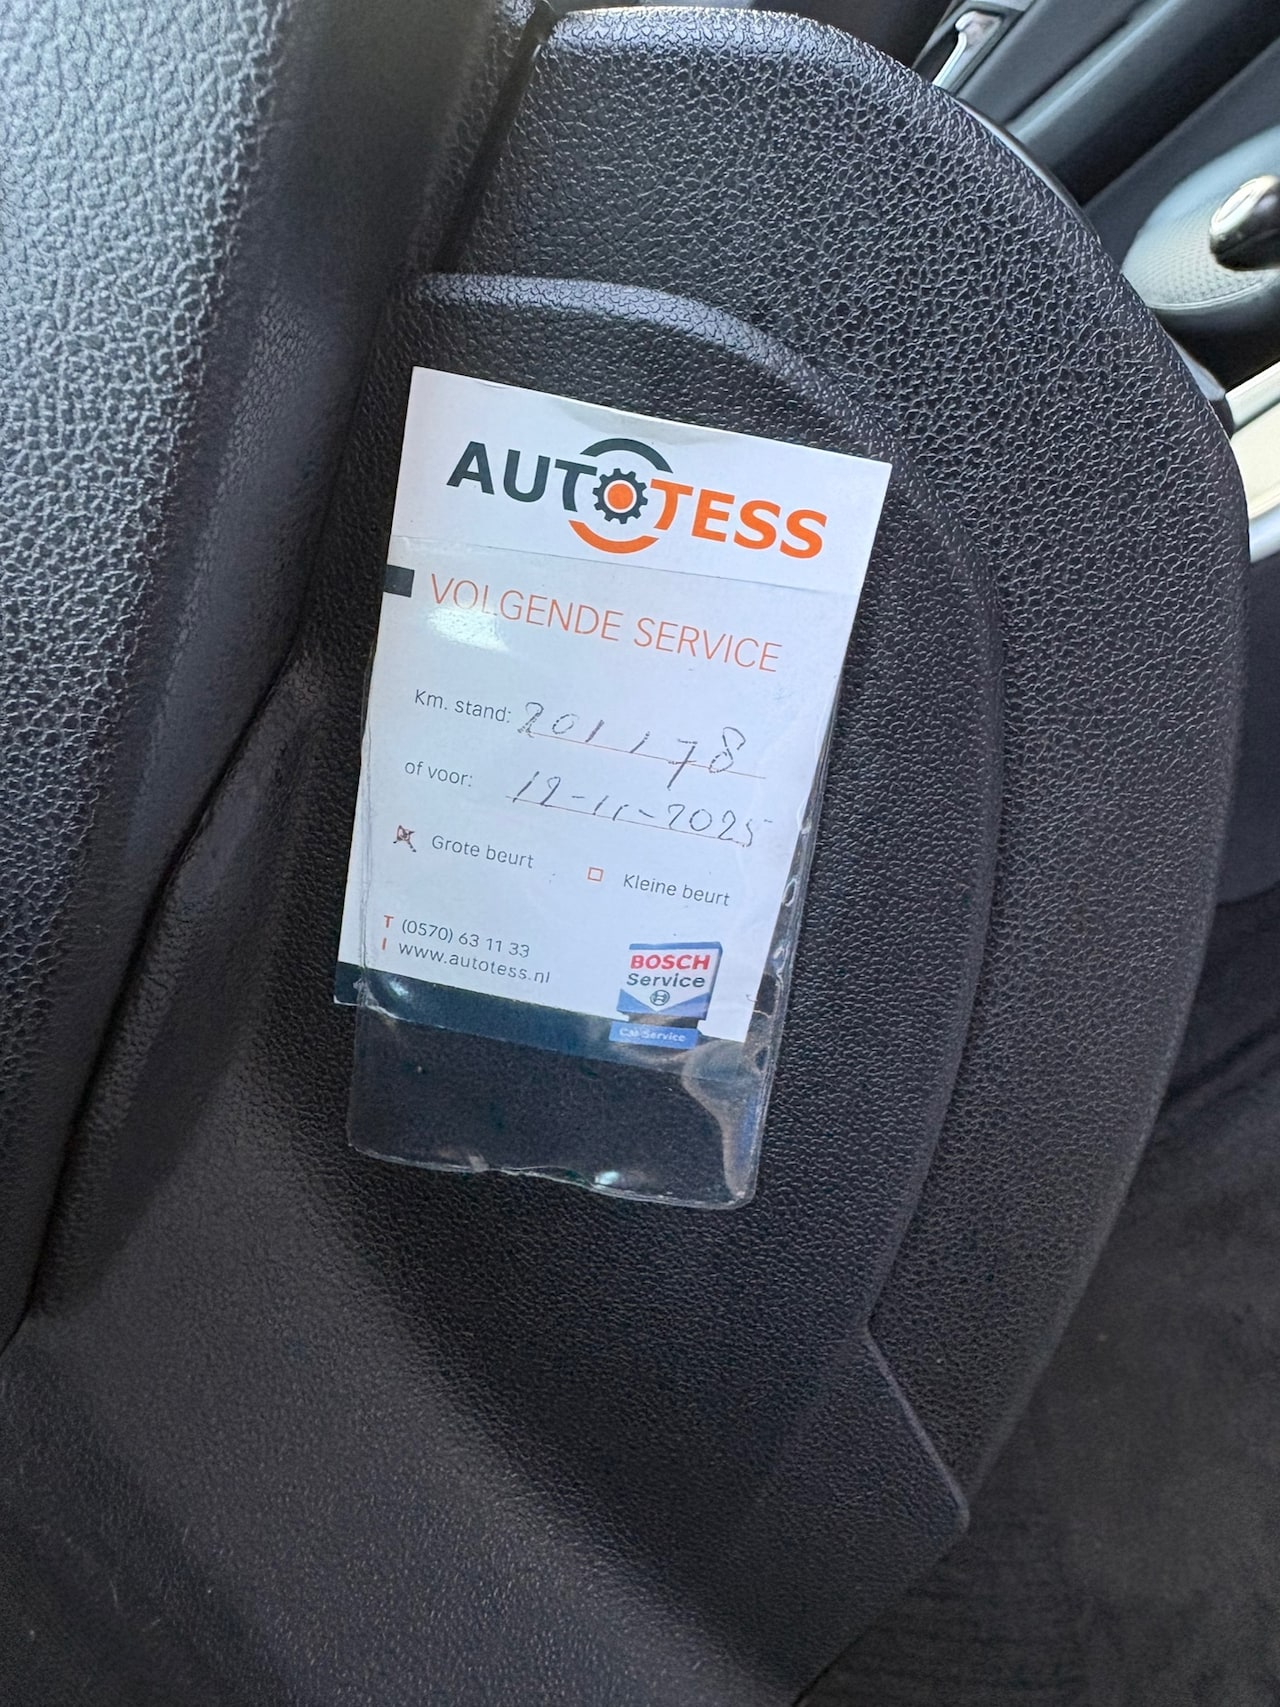 AUTOTESS
VOLGENDE SERVICE
Km. stand: 201178
of voor: 12-11-2025
Grote beurt
Kleine beurt
T (0570) 63 11 33
I www.autotess.nl
BOSCH
Service
Car Service